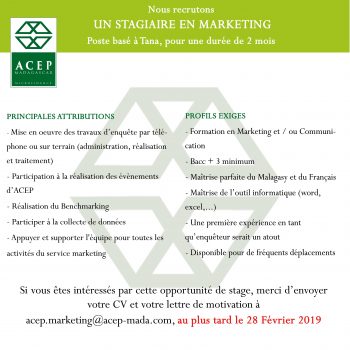 Nous recrutons
UN STAGIAIRE EN MARKETING
Poste basé à Tana, pour une durée de 2 mois
ACEP
MADAGASCAR
MICROFINANCE
PRINCIPALES ATTRIBUTIONS
- Mise en oeuvre des travaux d'enquête par télé-
phone ou sur terrain (administration, réalisation
et traitement)
- Participation à la réalisation des évènements
d'ACEP
- Réalisation du Benchmarking
- Participer à la collecte de données
- Appuyer et supporter l'équipe pour toutes les
activités du service marketing
PROFILS EXIGES
- Formation en Marketing et / ou Communi-
cation
- Bacc + 3 minimum
- Maîtrise parfaite du Malagasy et du Français
- Maîtrise de l'outil informatique (word,
excel,...)
- Une première expérience en tant
qu'enquêteur serait un atout
- Disponible pour de fréquents déplacements
Si vous êtes intéressés par cette opportunité de stage, merci d'envoyer
votre CV et votre lettre de motivation à
acep.marketing@acep-mada.com, au plus tard le 28 Février 2019